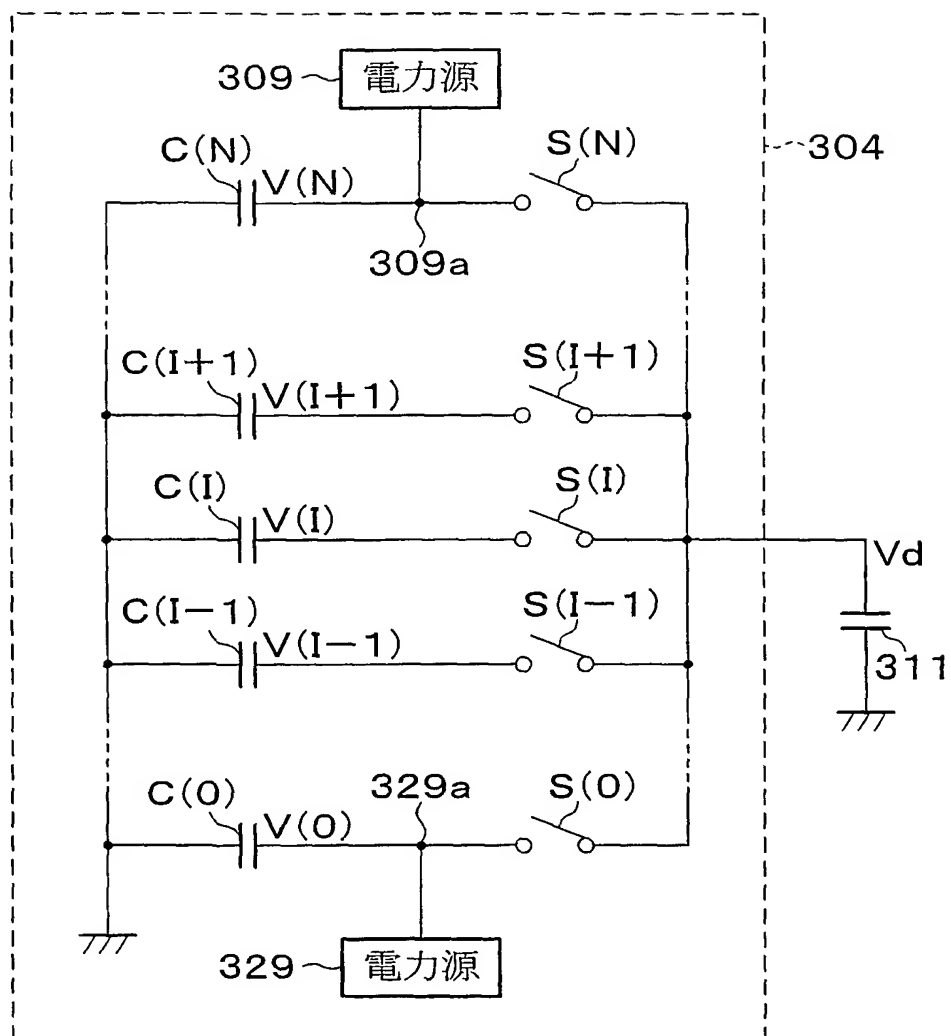 309 電力源
C(N) V(N) S(N) 304
309a
C(I+1) V(I+1) S(I+1)
C(I) V(I) S(I)
Vd
C(I-1) V(I-1) S(I-1)
311
C(0) V(0) 329a S(0)
329 電力源